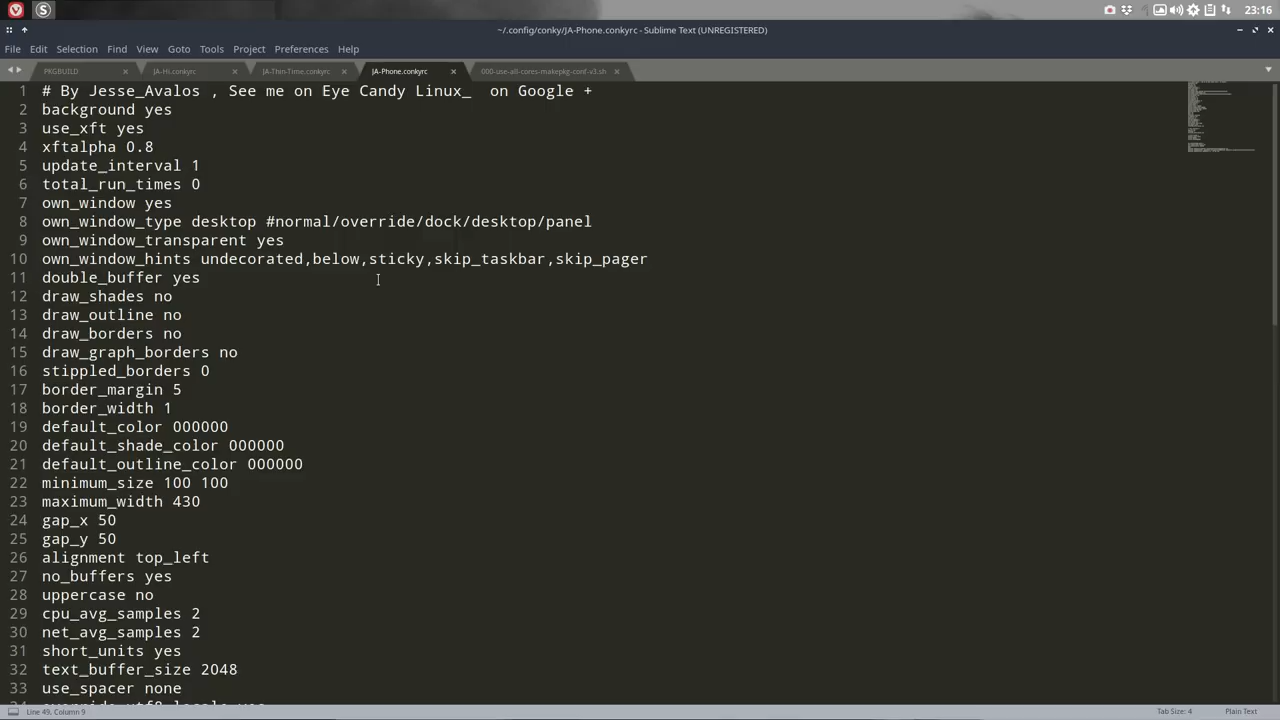 23:16
~/.config/conky/JA-Phone.conkyrc - Sublime Text (UNREGISTERED)
File Edit Selection Find View Goto Tools Project Preferences Help
PKGBUILD JA-Hi.conkyrc JA-Thin-Time.conkyrc JA-Phone.conkyrc 000-use-all-cores-makepkg-conf-v3.sh
1 # By Jesse_Avalos , See me on Eye Candy Linux_  on Google +
2 background yes
3 use_xft yes
4 xftalpha 0.8
5 update_interval 1
6 total_run_times 0
7 own_window yes
8 own_window_type desktop #normal/override/dock/desktop/panel
9 own_window_transparent yes
10 own_window_hints undecorated,below,sticky,skip_taskbar,skip_pager
11 double_buffer yes
12 draw_shades no
13 draw_outline no
14 draw_borders no
15 draw_graph_borders no
16 stippled_borders 0
17 border_margin 5
18 border_width 1
19 default_color 000000
20 default_shade_color 000000
21 default_outline_color 000000
22 minimum_size 100 100
23 maximum_width 430
24 gap_x 50
25 gap_y 50
26 alignment top_left
27 no_buffers yes
28 uppercase no
29 cpu_avg_samples 2
30 net_avg_samples 2
31 short_units yes
32 text_buffer_size 2048
33 use_spacer none
34 override_utf8_locale yes
Line 49, Column 9 Tab Size: 4 Plain Text